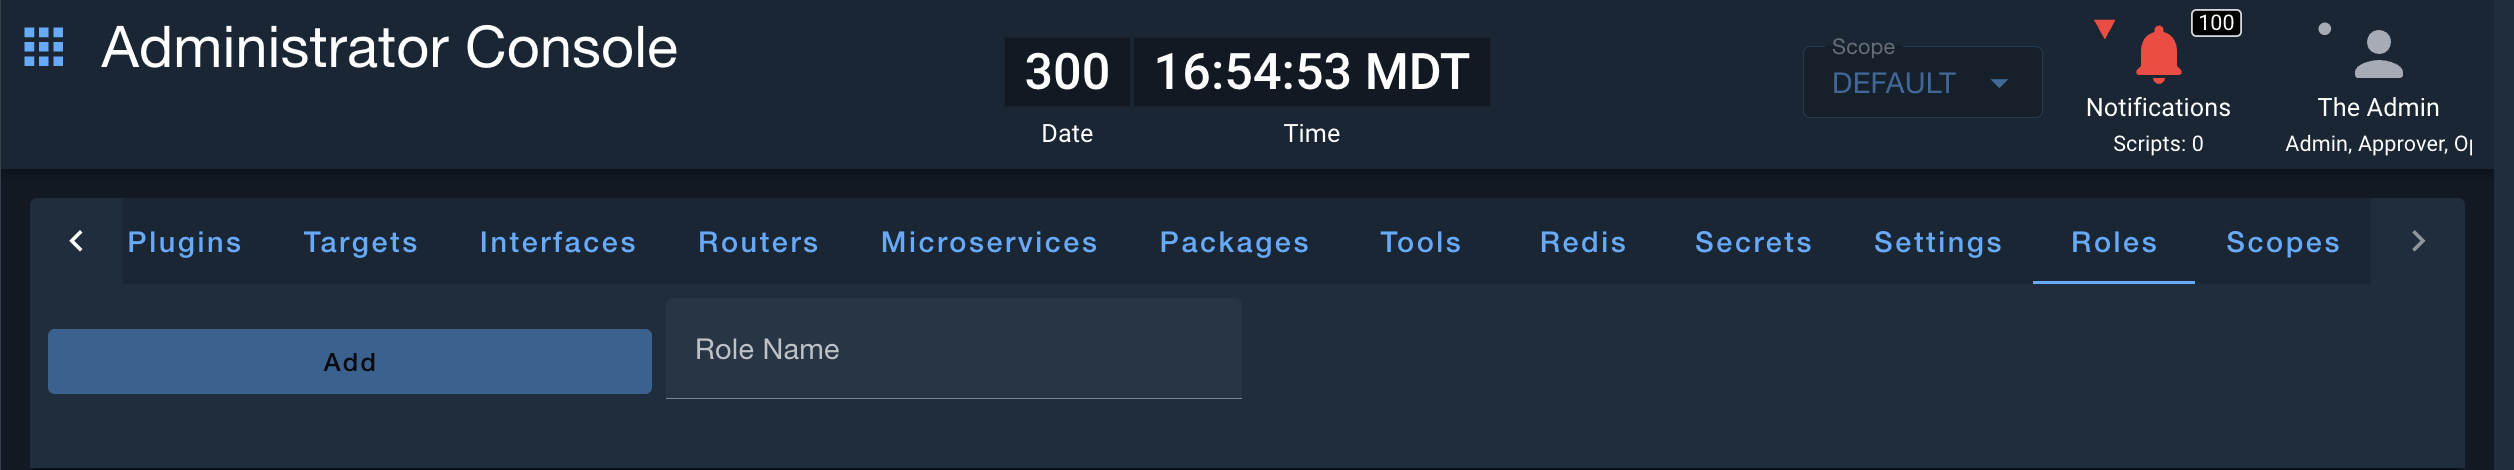 Administrator Console
300 16:54:53 MDT
Date Time
Scope
DEFAULT
100
Notifications
Scripts: 0
The Admin
Admin, Approver,
Plugins Targets Interfaces Routers Microservices Packages Tools Redis Secrets Settings Roles Scopes
Add
Role Name